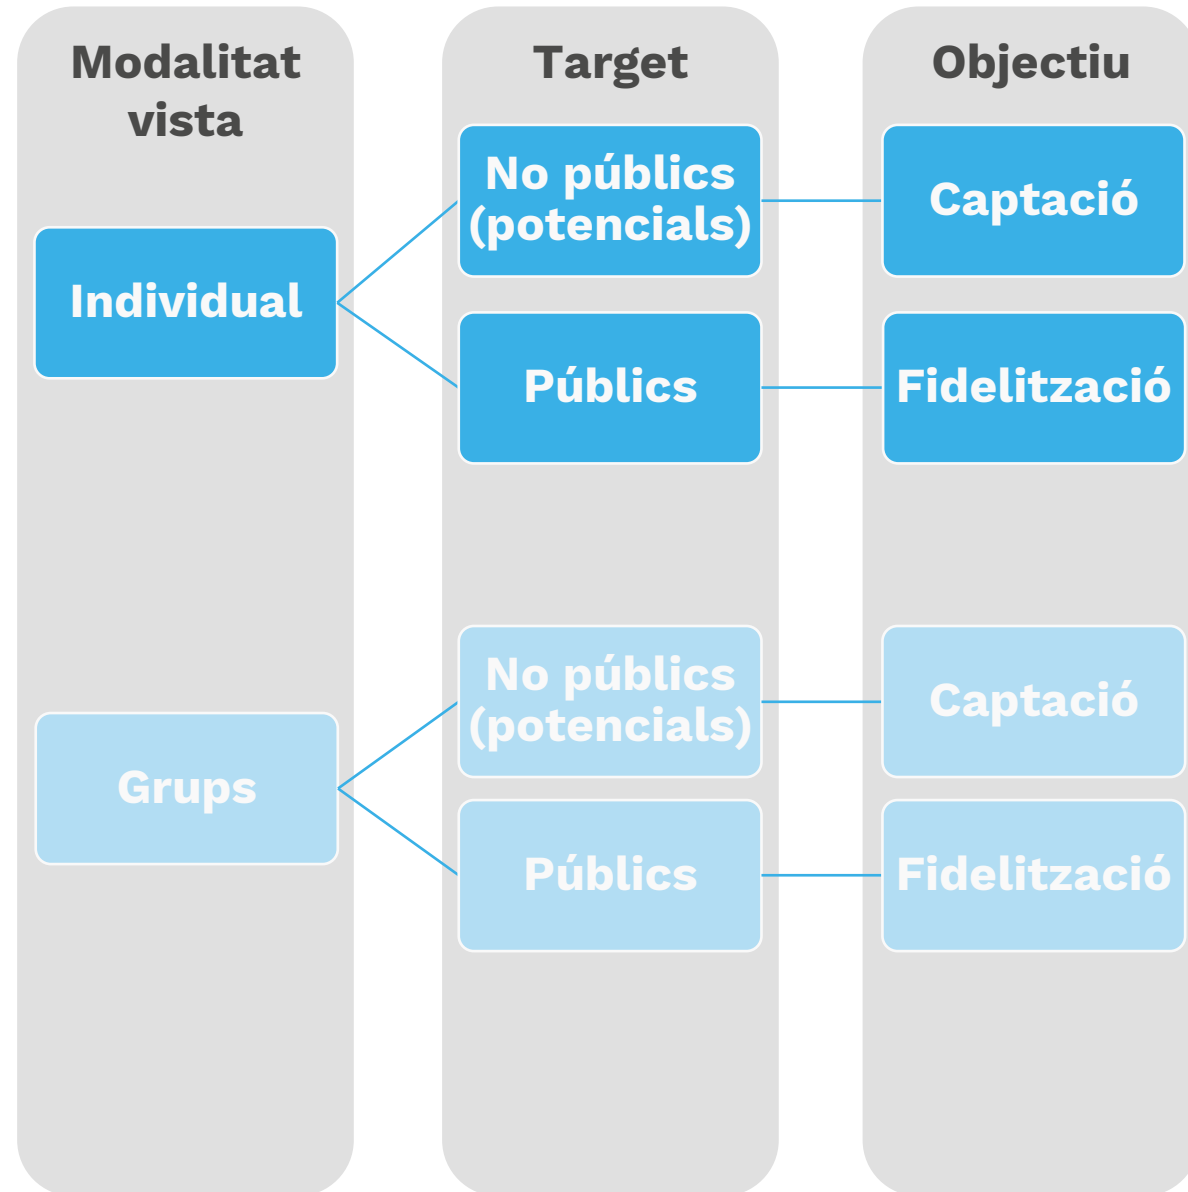 Modalitat
vista
Target
Objectiu
No públics
(potencials)
Captació
Individual
Públics
Fidelització
No públics
(potencials)
Captació
Grups
Públics
Fidelització